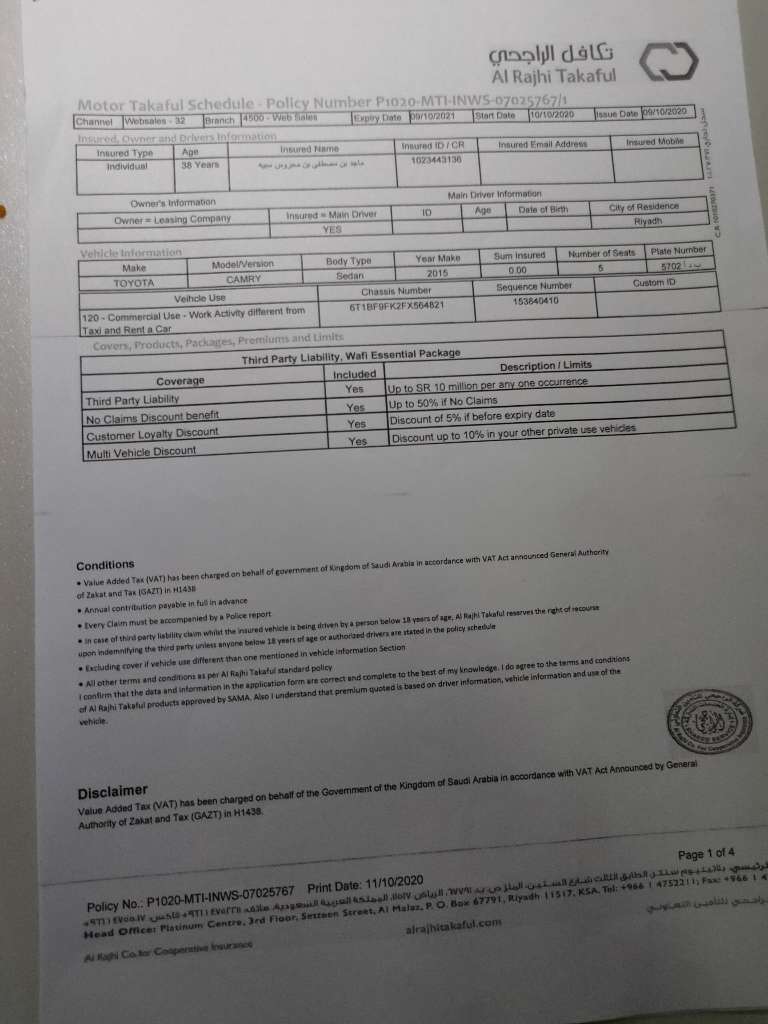 تكافل الراجحي
Al Rajhi Takaful
Motor Takaful Schedule - Policy Number P1020-MTI-INWS-07025767/1
Channel Websales - 32 Branch 4500 - Web Sales Expiry Date 09/10/2021 Start Date 10/10/2020 Issue Date 09/10/2020
Insured, Owner and Drivers Information
Insured Type Age Insured Name Insured ID / CR Insured Email Address Insured Mobile
Individual 38 Years ماجد بن مصطفى بن محروس 1023443136
Owner's Information Main Driver Information
Owner = Leasing Company Insured = Main Driver ID Age Date of Birth City of Residence
YES Riyadh
Vehicle Information
Make Model/Version Body Type Year Make Sum Insured Number of Seats Plate Number
TOYOTA CAMRY Sedan 2015 0.00 5 5702
Veihcle Use Chassis Number Sequence Number Custom ID
120 - Commercial Use - Work Activity different from Taxi and Rent a Car 6T1BF9FK2FX564821 153640410
Covers, Products, Packages, Premiums and Limits
Third Party Liability, Wafi Essential Package
Coverage Included Description / Limits
Third Party Liability Yes Up to SR 10 million per any one occurrence
No Claims Discount benefit Yes Up to 50% if No Claims
Customer Loyalty Discount Yes Discount of 5% if before expiry date
Multi Vehicle Discount Yes Discount up to 10% in your other private use vehicles
Conditions
• Value Added Tax (VAT) has been charged on behalf of government of Kingdom of Saudi Arabia in accordance with VAT Act announced General Authority
of Zakat and Tax (GAZT) in H1438
• Annual contribution payable in full in advance
• Every Claim must be accompanied by a Police report
• In case of third party liability claim whilst the insured vehicle is being driven by a person below 18 years of age, Al Rajhi Takaful reserves the right of recourse
upon indemnifying the third party unless anyone below 18 years of age or authorized drivers are stated in the policy schedule
• Excluding cover if vehicle use different than one mentioned in vehicle Information Section
• All other terms and conditions as per Al Rajhi Takaful standard policy
I confirm that the data and information in the application form are correct and complete to the best of my knowledge. I do agree to the terms and conditions
of Al Rajhi Takaful products approved by SAMA. Also I understand that premium quoted is based on driver information, vehicle information and use of the
vehicle.
Disclaimer
Value Added Tax (VAT) has been charged on behalf of the Government of the Kingdom of Saudi Arabia in accordance with VAT Act Announced by General
Authority of Zakat and Tax (GAZT) in H1438.
Page 1 of 4
Policy No.: P1020-MTI-INWS-07025767 Print Date: 11/10/2020
الرئيسي، بلاتينيوم سنتر، الطابق الثالث، شارع الستين، الملز، ص.ب ٦٧٧٩١، الرياض ١١٥١٧، المملكة العربية السعودية، هاتف: ٤٧٥٢٢١١ ١ ٩٦٦+
Head Office: Platinum Centre, 3rd Floor, Setteen Street, Al Malaz, P. O. Box 67791, Riyadh 11517, KSA, Tel: +966 1 4752211; Fax: +966 1 4
alrajhitakaful.com
Al Rajhi Co. for Cooperative Insurance